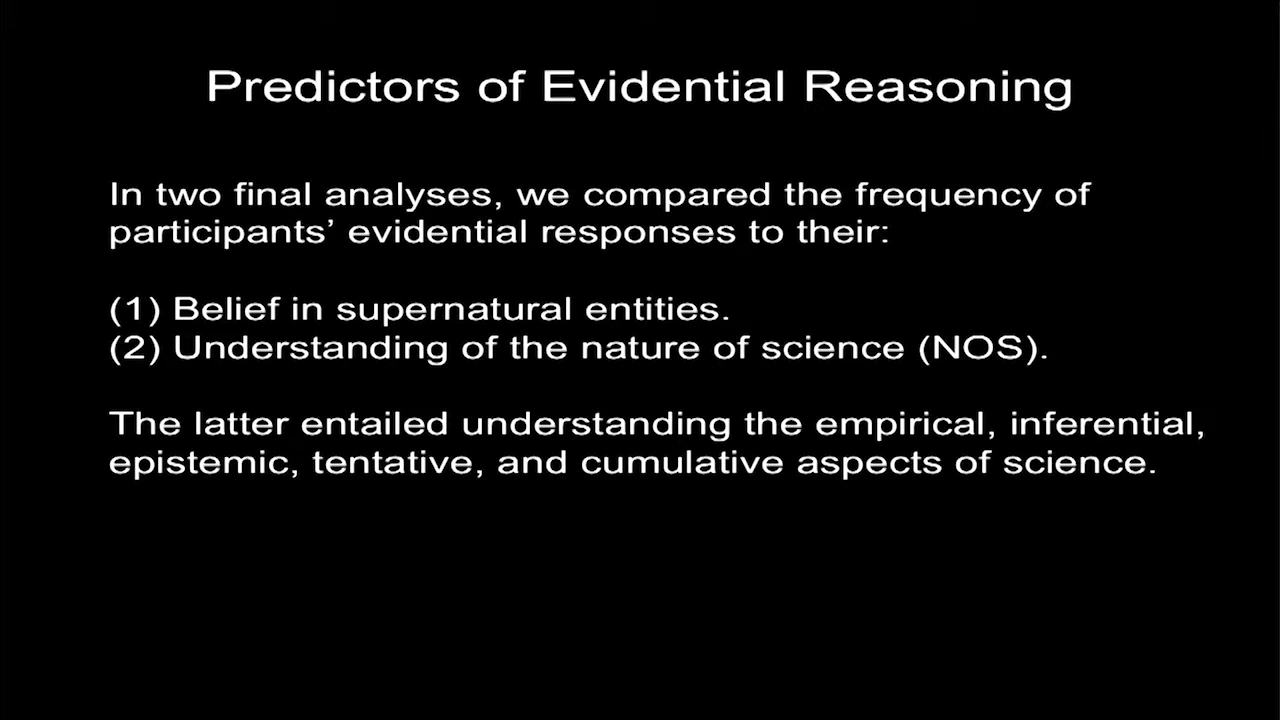 Predictors of Evidential Reasoning
In two final analyses, we compared the frequency of
participants’ evidential responses to their:
(1) Belief in supernatural entities.
(2) Understanding of the nature of science (NOS).
The latter entailed understanding the empirical, inferential,
epistemic, tentative, and cumulative aspects of science.